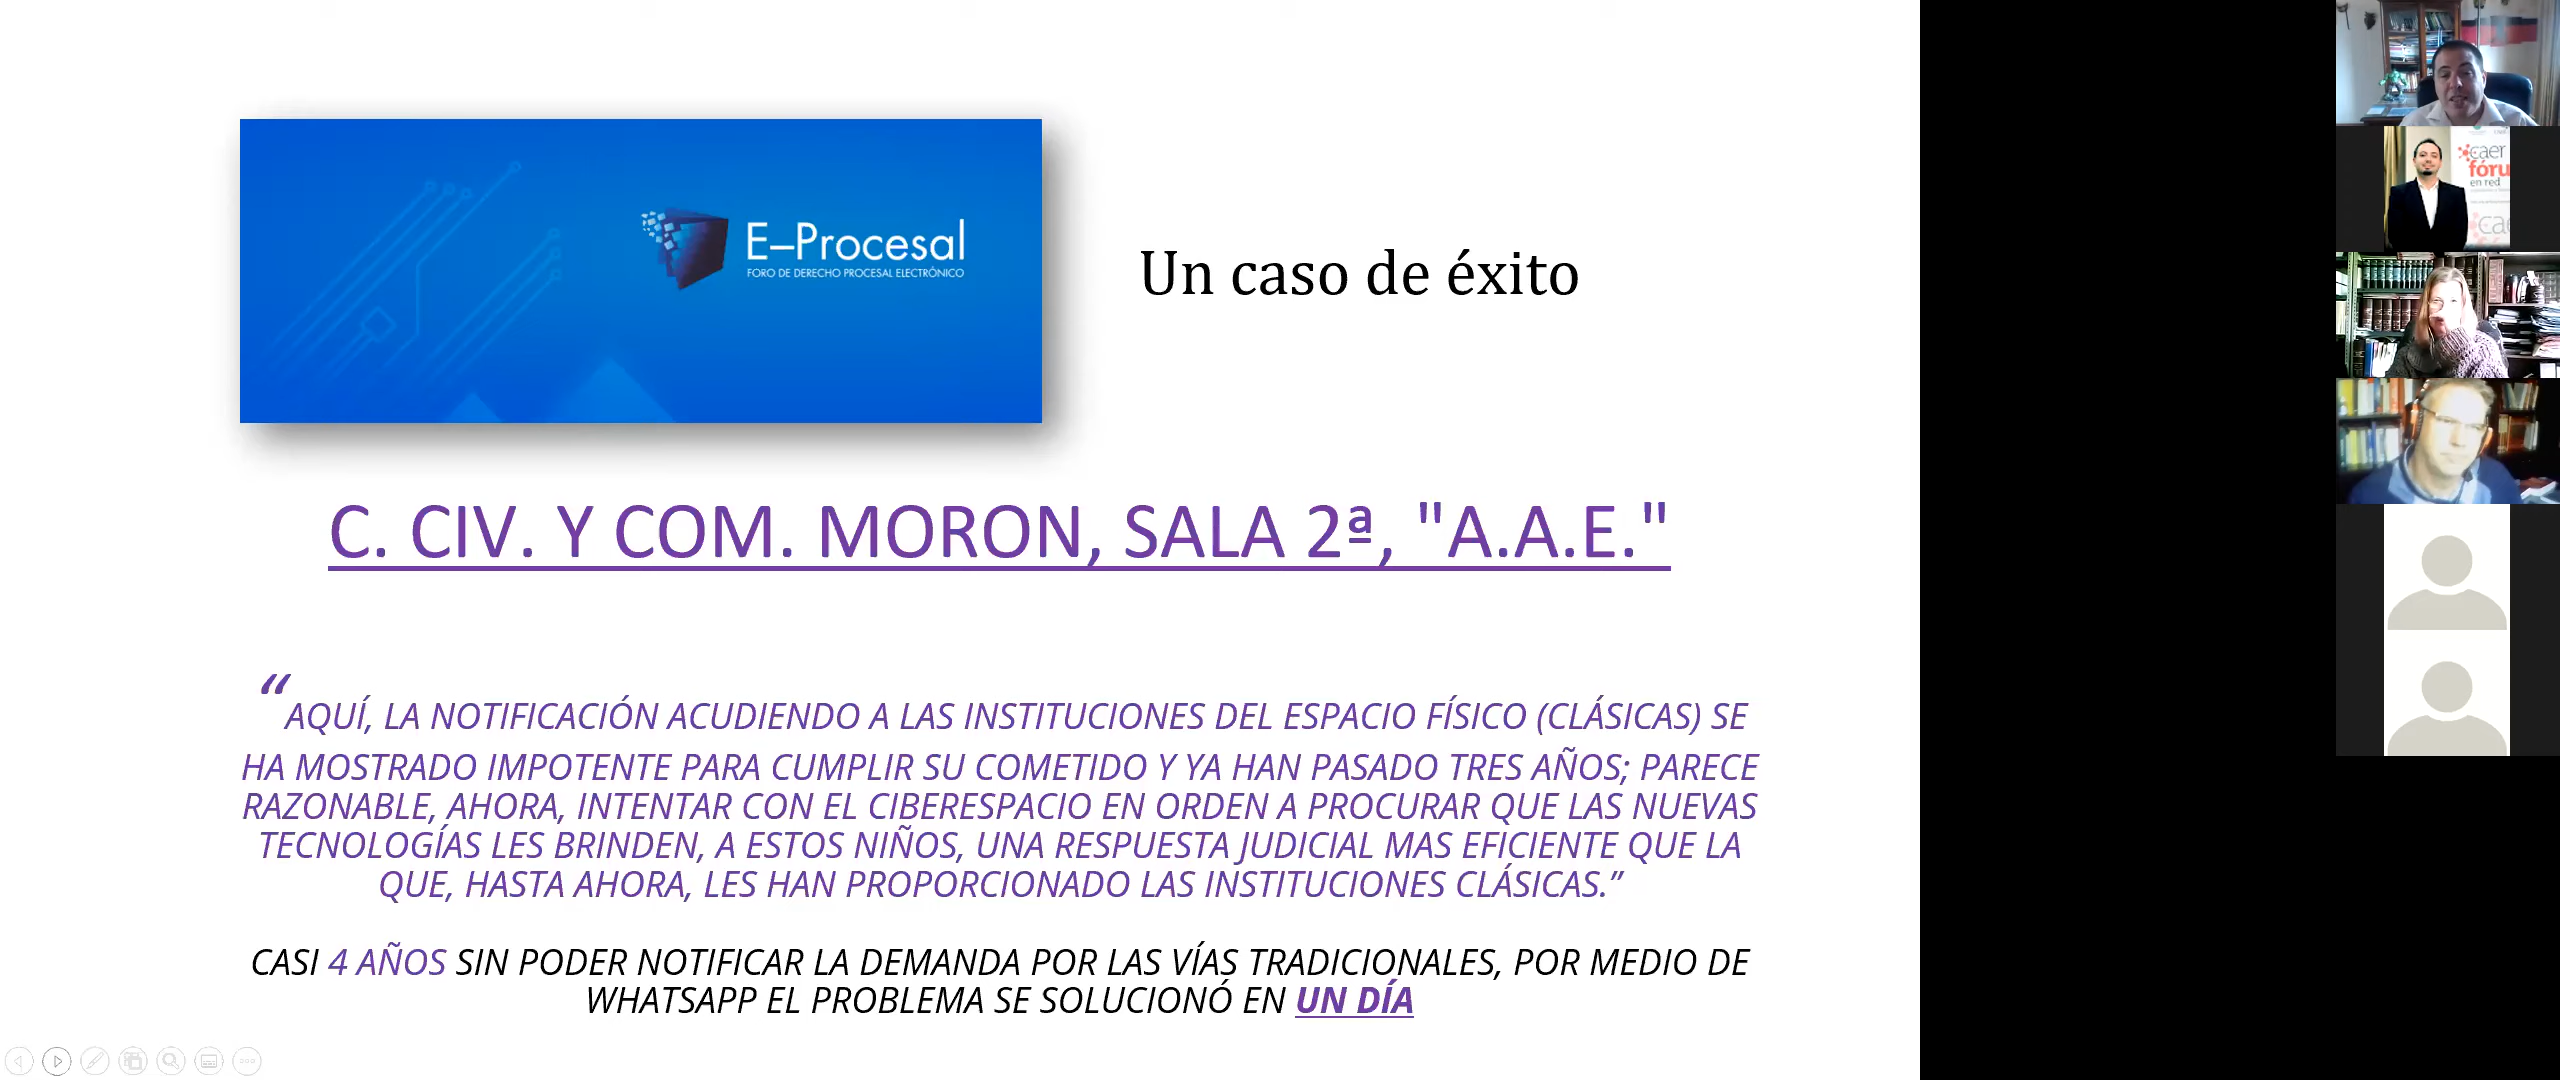 E–Procesal
FORO DE DERECHO PROCESAL ELECTRÓNICO
Un caso de éxito
C. CIV. Y COM. MORON, SALA 2ª, "A.A.E."
“AQUÍ, LA NOTIFICACIÓN ACUDIENDO A LAS INSTITUCIONES DEL ESPACIO FÍSICO (CLÁSICAS) SE
HA MOSTRADO IMPOTENTE PARA CUMPLIR SU COMETIDO Y YA HAN PASADO TRES AÑOS; PARECE
RAZONABLE, AHORA, INTENTAR CON EL CIBERESPACIO EN ORDEN A PROCURAR QUE LAS NUEVAS
TECNOLOGÍAS LES BRINDEN, A ESTOS NIÑOS, UNA RESPUESTA JUDICIAL MAS EFICIENTE QUE LA
QUE, HASTA AHORA, LES HAN PROPORCIONADO LAS INSTITUCIONES CLÁSICAS.”
CASI 4 AÑOS SIN PODER NOTIFICAR LA DEMANDA POR LAS VÍAS TRADICIONALES, POR MEDIO DE
WHATSAPP EL PROBLEMA SE SOLUCIONÓ EN UN DÍA
caer
fóru
en red
cae